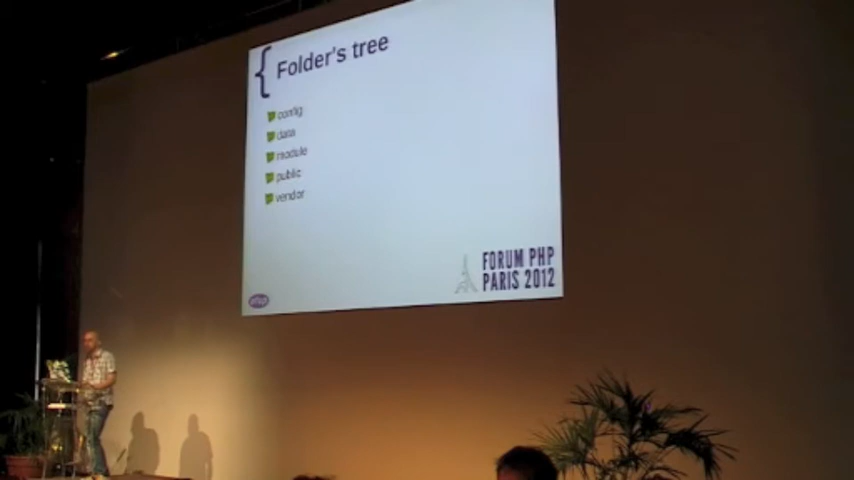 { Folder's tree
config
data
module
public
vendor
FORUM PHP
PARIS 2012